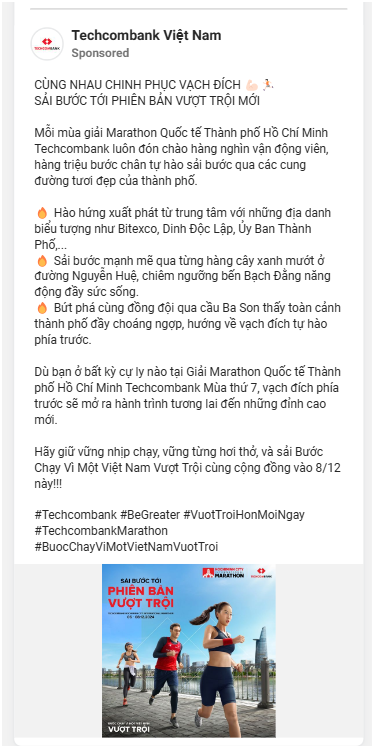 Techcombank Việt Nam
Sponsored
TECHCOMBANK
CÙNG NHAU CHINH PHỤC VẠCH ĐÍCH 💪🏻🏃🏻
SẢI BƯỚC TỚI PHIÊN BẢN VƯỢT TRỘI MỚI
Mỗi mùa giải Marathon Quốc tế Thành phố Hồ Chí Minh
Techcombank luôn đón chào hàng nghìn vận động viên,
hàng triệu bước chân tự hào sải bước qua các cung
đường tươi đẹp của thành phố.
🔥 Hào hứng xuất phát từ trung tâm với những địa danh
biểu tượng như Bitexco, Dinh Độc Lập, Ủy Ban Thành
Phố,...
🔥 Sải bước mạnh mẽ qua từng hàng cây xanh mướt ở
đường Nguyễn Huệ, chiêm ngưỡng bến Bạch Đằng năng
động đầy sức sống.
🔥 Bứt phá cùng đồng đội qua cầu Ba Son thấy toàn cảnh
thành phố đầy choáng ngợp, hướng về vạch đích tự hào
phía trước.
Dù bạn ở bất kỳ cự ly nào tại Giải Marathon Quốc tế Thành
phố Hồ Chí Minh Techcombank Mùa thứ 7, vạch đích phía
trước sẽ mở ra hành trình tương lai đến những đỉnh cao
mới.
Hãy giữ vững nhịp chạy, vững từng hơi thở, và sải Bước
Chạy Vì Một Việt Nam Vượt Trội cùng cộng đồng vào 8/12
này!!!
#Techcombank #BeGreater #VuotTroiHonMoiNgay
#TechcombankMarathon
#BuocChayViMotVietNamVuotTroi
HO CHI MINH CITY
MARATHON
TECHCOMBANK
SẢI BƯỚC TỚI
PHIÊN BẢN
VƯỢT TRỘI
BƯỚC CHẠY VÌ MỘT VIỆT NAM
VƯỢT TRỘI